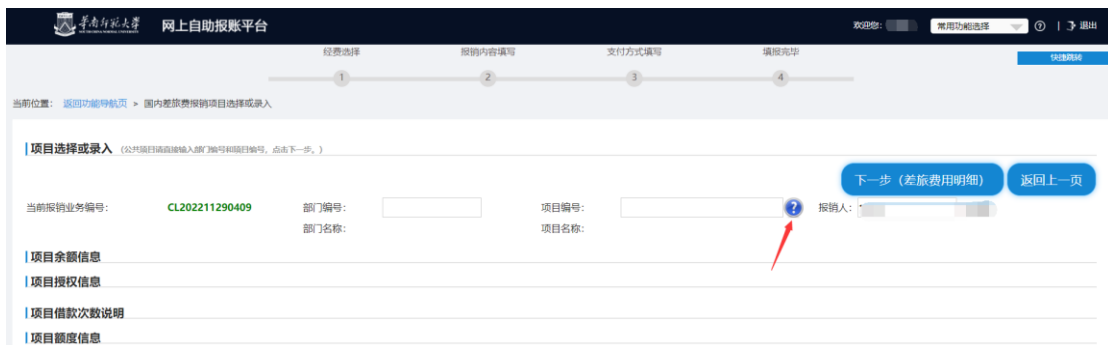 華南師范大學 网上自助报账平台 欢迎您: 常用功能选择 ? | 退出
SOUTH CHINA NORMAL UNIVERSITY
经费选择 报销内容填写 支付方式填写 填报完毕 快捷跳转
1 2 3 4
当前位置: 返回功能导航页 > 国内差旅费报销项目选择或录入
项目选择或录入 (公共项目请直接输入部门编号和项目编号,点击下一步。)
下一步(差旅费用明细) 返回上一页
当前报销业务编号: CL202211290409 部门编号: 项目编号: ? 报销人:
部门名称: 项目名称:
项目余额信息
项目授权信息
项目借款次数说明
项目额度信息